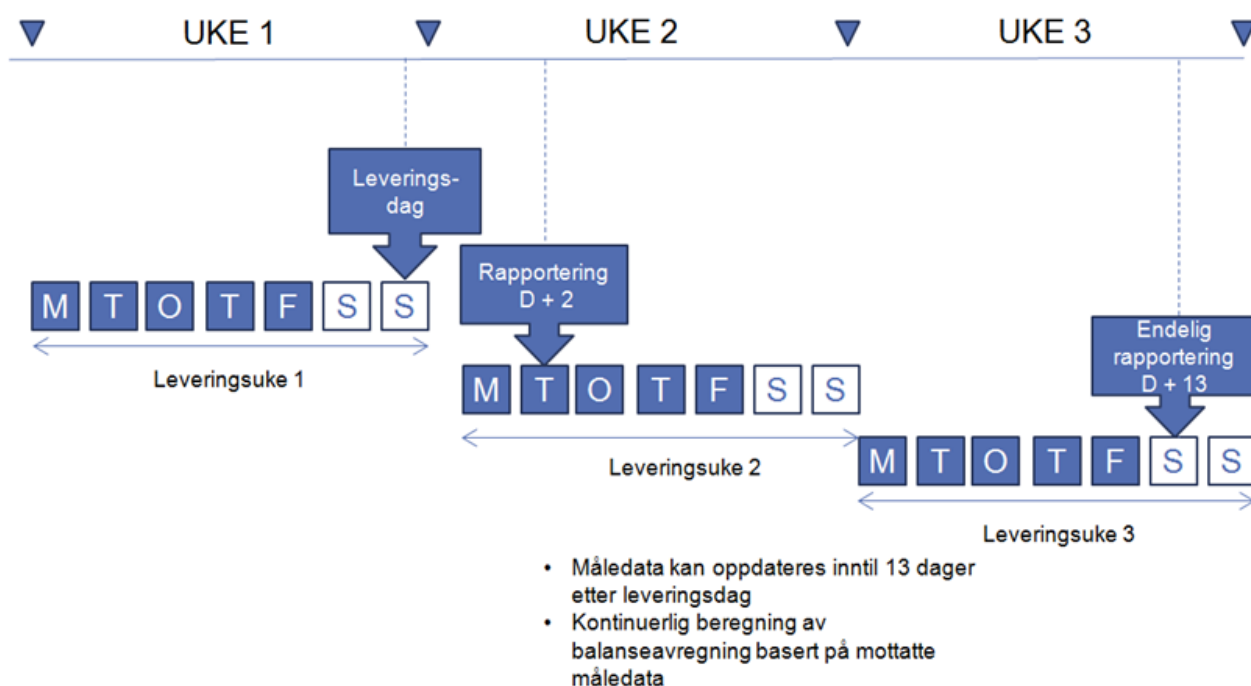 UKE 1 UKE 2 UKE 3
Leverings-
dag
M T O T F S S
Leveringsuke 1
Rapportering
D + 2
M T O T F S S
Leveringsuke 2
Endelig
rapportering
D + 13
M T O T F S S
Leveringsuke 3
• Måledata kan oppdateres inntil 13 dager
etter leveringsdag
• Kontinuerlig beregning av
balanseavregning basert på mottatte
måledata